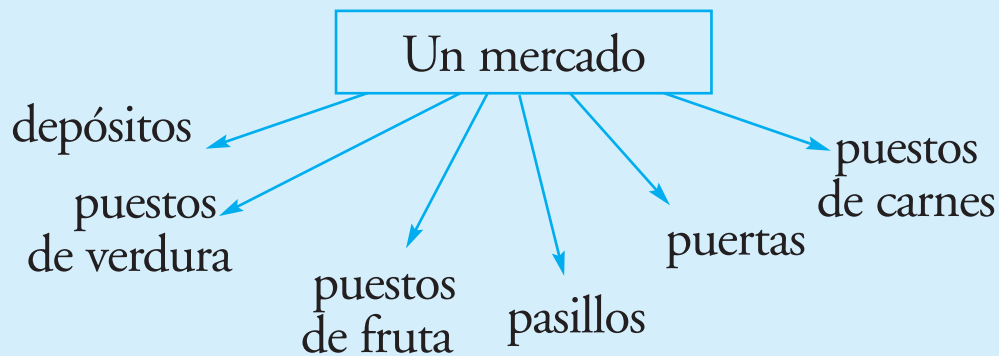 Un mercado
depósitos
puestos
de verdura
puestos
de fruta
pasillos
puertas
puestos
de carnes